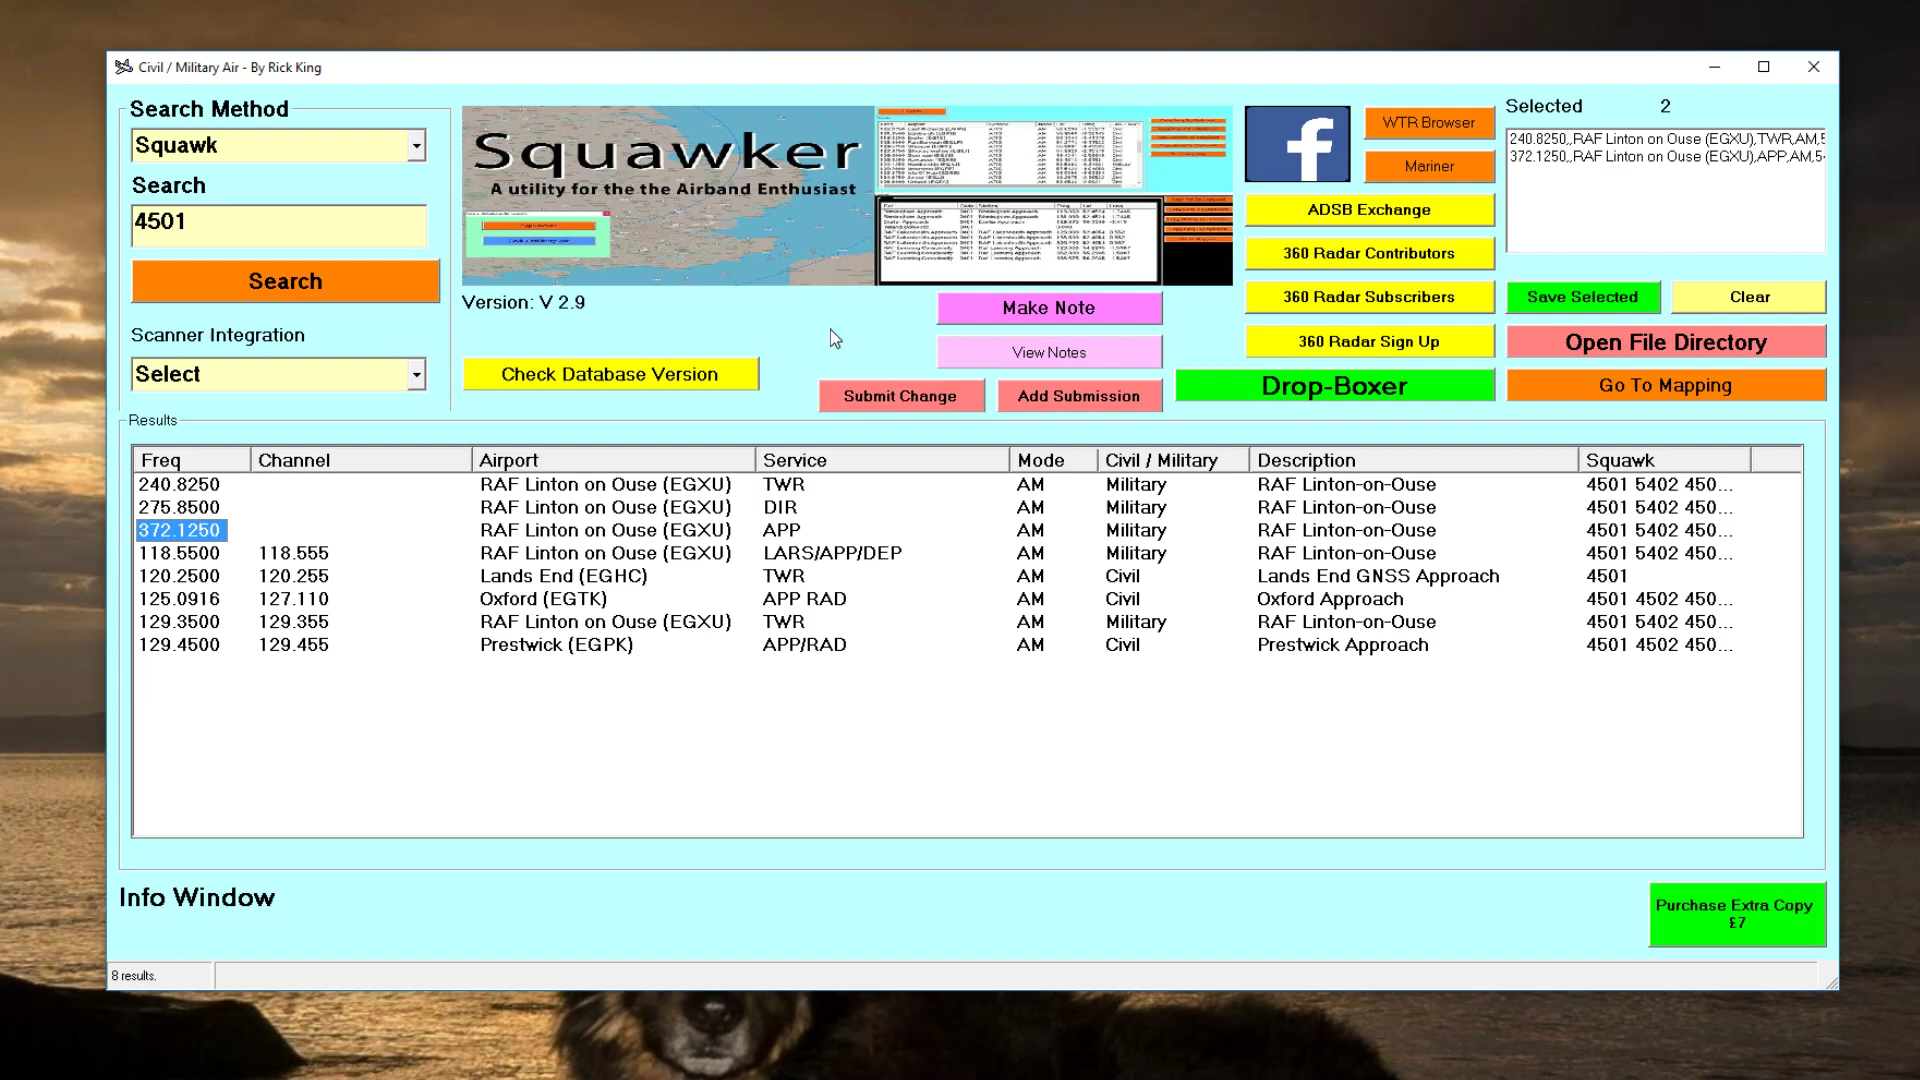 Civil / Military Air - By Rick King
Search Method
Squawk
Search
4501
Search
Scanner Integration
Select
Squawker
A utility for the the Airband Enthusiast
Version: V 2.9
Check Database Version
Make Note
View Notes
Submit Change
Add Submission
WTR Browser
Mariner
ADSB Exchange
360 Radar Contributors
360 Radar Subscribers
360 Radar Sign Up
Drop-Boxer
Selected 2
240.8250,,RAF Linton on Ouse (EGXU),TWR,AM,5
372.1250,,RAF Linton on Ouse (EGXU),APP,AM,5
Save Selected
Clear
Open File Directory
Go To Mapping
Results
Freq Channel Airport Service Mode Civil / Military Description Squawk
240.8250 RAF Linton on Ouse (EGXU) TWR AM Military RAF Linton-on-Ouse 4501 5402 450...
275.8500 RAF Linton on Ouse (EGXU) DIR AM Military RAF Linton-on-Ouse 4501 5402 450...
372.1250 RAF Linton on Ouse (EGXU) APP AM Military RAF Linton-on-Ouse 4501 5402 450...
118.5500 118.555 RAF Linton on Ouse (EGXU) LARS/APP/DEP AM Military RAF Linton-on-Ouse 4501 5402 450...
120.2500 120.255 Lands End (EGHC) TWR AM Civil Lands End GNSS Approach 4501
125.0916 127.110 Oxford (EGTK) APP RAD AM Civil Oxford Approach 4501 4502 450...
129.3500 129.355 RAF Linton on Ouse (EGXU) TWR AM Military RAF Linton-on-Ouse 4501 5402 450...
129.4500 129.455 Prestwick (EGPK) APP/RAD AM Civil Prestwick Approach 4501 4502 450...
Info Window
Purchase Extra Copy
£7
8 results.